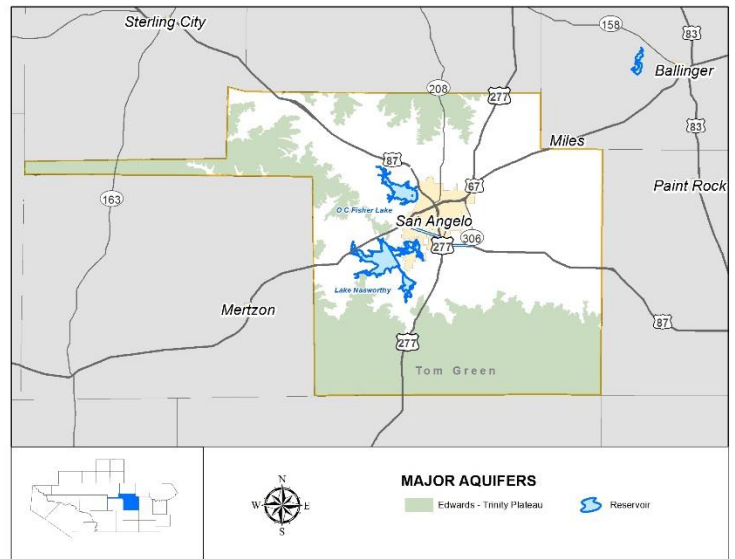 Sterling City
158
83
Ballinger
208
277
Miles
83
87
67
Paint Rock
163
O C Fisher Lake
San Angelo
277
306
Lake Nasworthy
Mertzon
87
277
Tom Green
N
W
E
S
MAJOR AQUIFERS
Edwards - Trinity Plateau
Reservoir